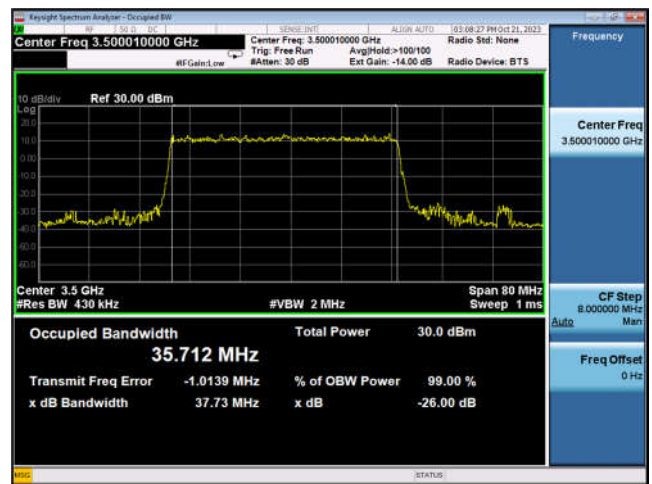 Keysight Spectrum Analyzer - Occupied BW
RF 50 Ω DC SENSE:INT ALIGN AUTO 03:08:27 PM Oct 21, 2023
Center Freq 3.500010000 GHz
Center Freq: 3.500010000 GHz Radio Std: None
Trig: Free Run Avg|Hold:>100/100
#IFGain:Low #Atten: 30 dB Ext Gain: -14.00 dB Radio Device: BTS
Frequency
10 dB/div Ref 30.00 dBm
Log
20.0
10.0
0.00
-10.0
-20.0
-30.0
-40.0
-50.0
-60.0
Center 3.5 GHz Span 80 MHz
#Res BW 430 kHz #VBW 2 MHz Sweep 1 ms
Occupied Bandwidth Total Power 30.0 dBm
35.712 MHz
Transmit Freq Error -1.0139 MHz % of OBW Power 99.00 %
x dB Bandwidth 37.73 MHz x dB -26.00 dB
Center Freq
3.500010000 GHz
CF Step
8.000000 MHz
Auto Man
Freq Offset
0 Hz
MSG STATUS